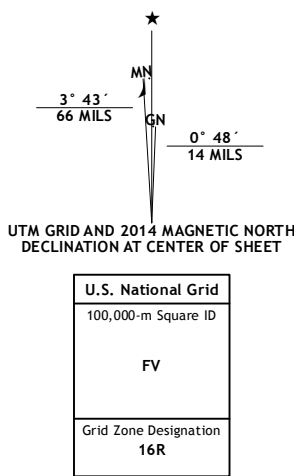 ★
MN
3° 43´
66 MILS
GN
0° 48´
14 MILS
UTM GRID AND 2014 MAGNETIC NORTH
DECLINATION AT CENTER OF SHEET
U.S. National Grid
100,000-m Square ID
FV
Grid Zone Designation
16R